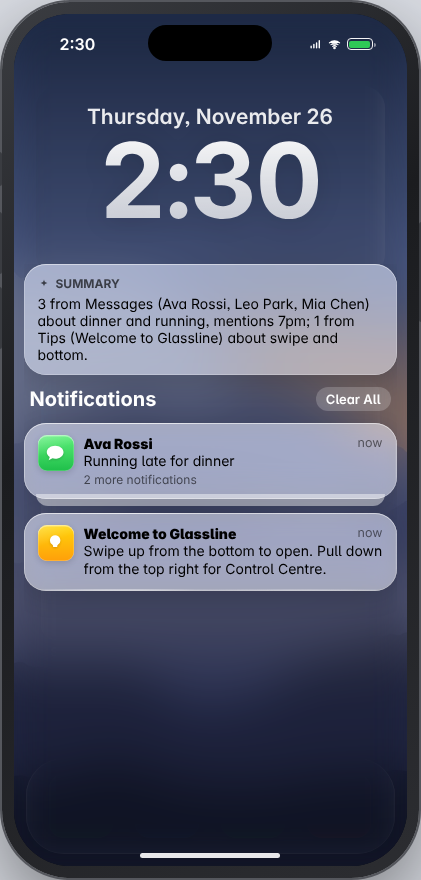 2:30
Thursday, November 26
2:30
SUMMARY
3 from Messages (Ava Rossi, Leo Park, Mia Chen)
about dinner and running, mentions 7pm; 1 from
Tips (Welcome to Glassline) about swipe and
bottom.
Notifications Clear All
Ava Rossi now
Running late for dinner
2 more notifications
Welcome to Glassline now
Swipe up from the bottom to open. Pull down
from the top right for Control Centre.